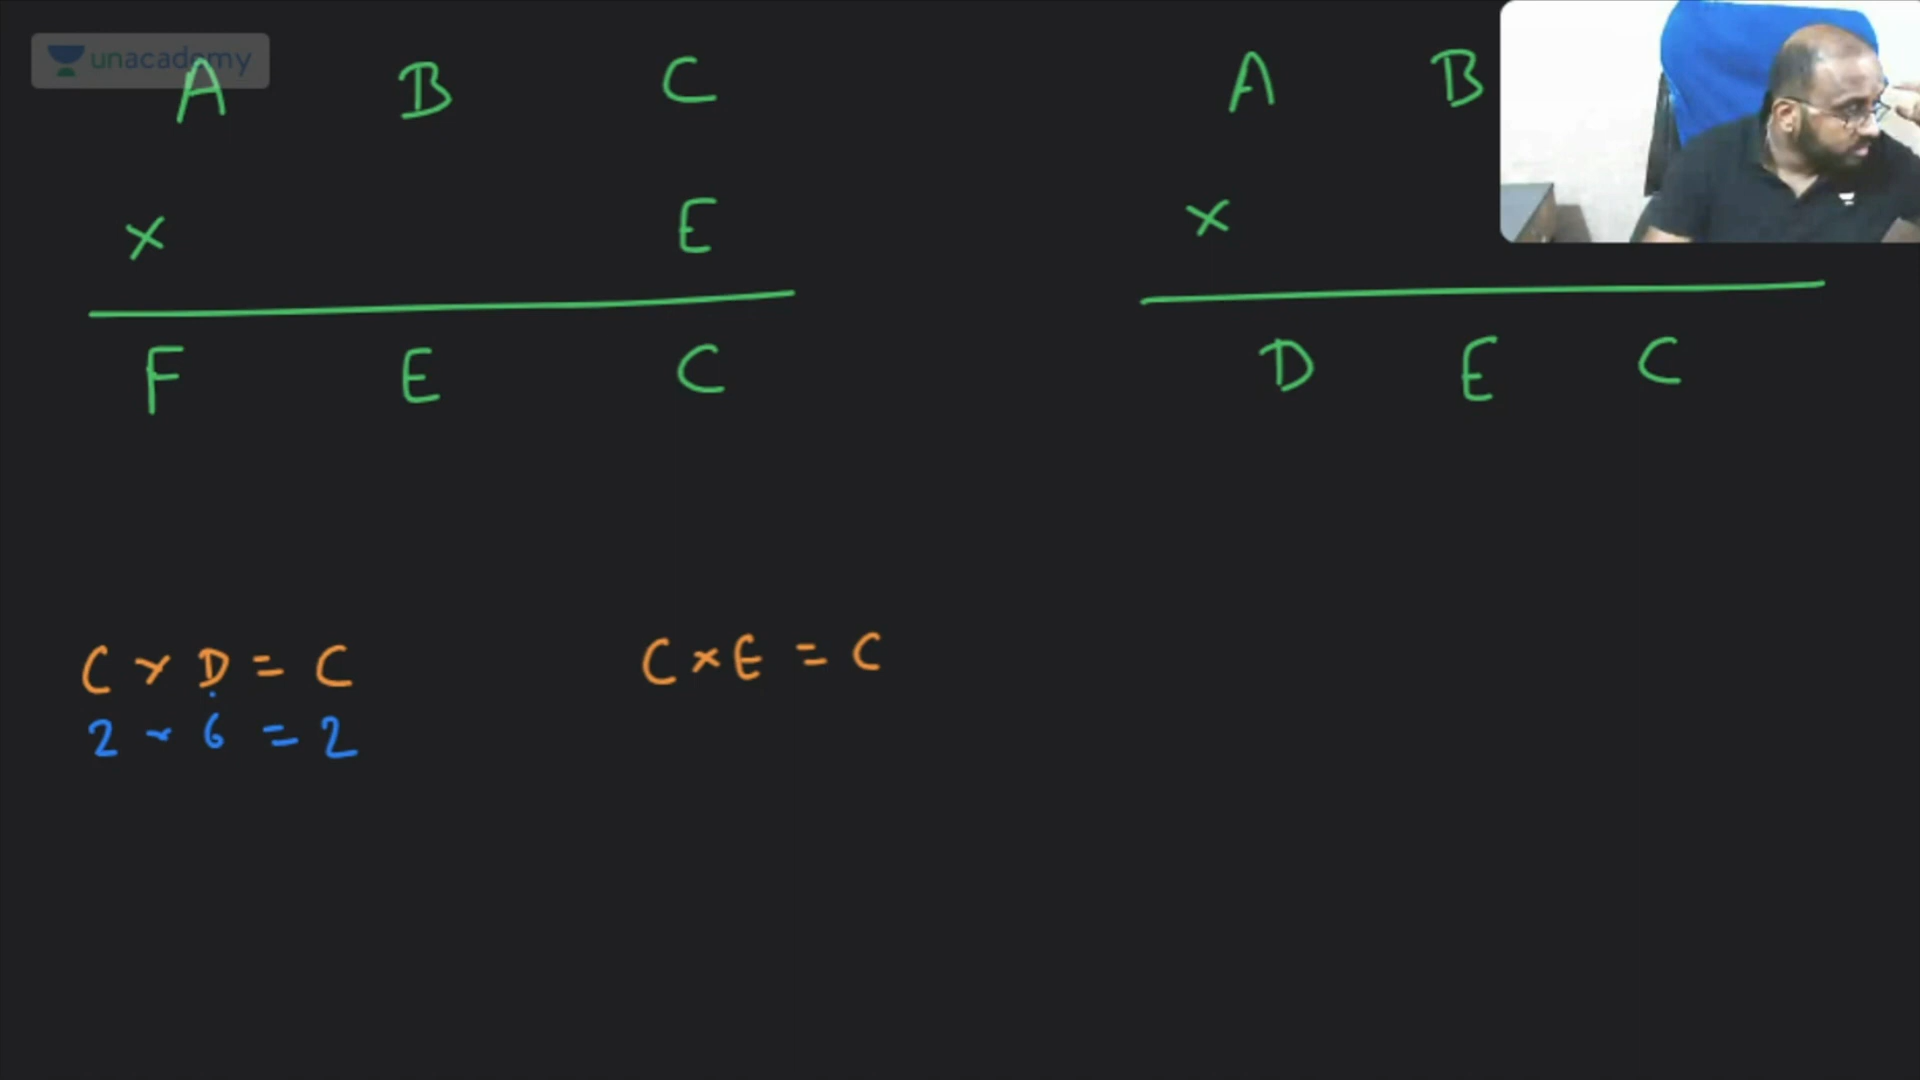 unacademy
A B C
× E
F E C
A B
×
D E C
C × D = C
2 × 6 = 2
C × E = C